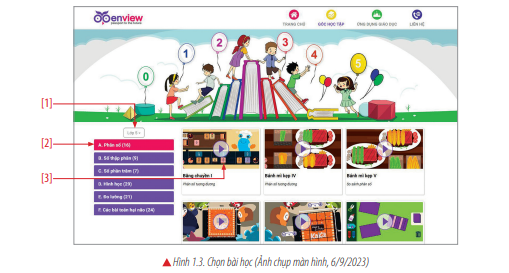 openview
TRANG CHỦ
GÓC HỌC TẬP
ỨNG DỤNG GIÁO DỤC
LIÊN HỆ
0
1
2
3
4
5
[1]
Lớp 5
[2]
A. Phân số (16)
B. Số thập phân (9)
[3]
C. Số phần trăm (7)
D. Hình học (29)
E. Đo lường (21)
F. Các bài toán hại não (24)
Băng chuyền I
Phân số tương đương
Bánh mì kẹp IV
Phân số tương đương
Bánh mì kẹp V
So sánh phân số
▲ Hình 1.3. Chọn bài học (Ảnh chụp màn hình, 6/9/2023)